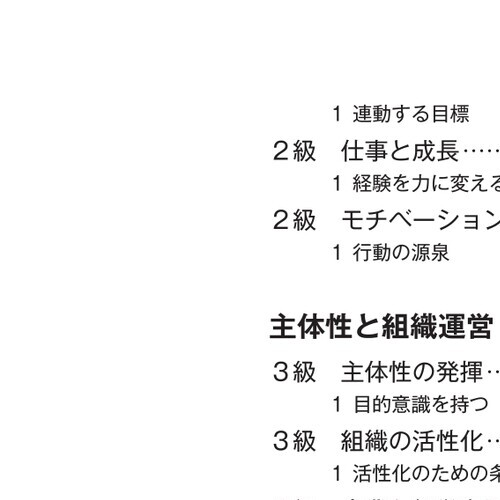 1 連動する目標
2級 仕事と成長……
1 経験を力に変える
2級 モチベーション
1 行動の源泉
主体性と組織運営
3級 主体性の発揮…
1 目的意識を持つ
3級 組織の活性化…
1 活性化のための条